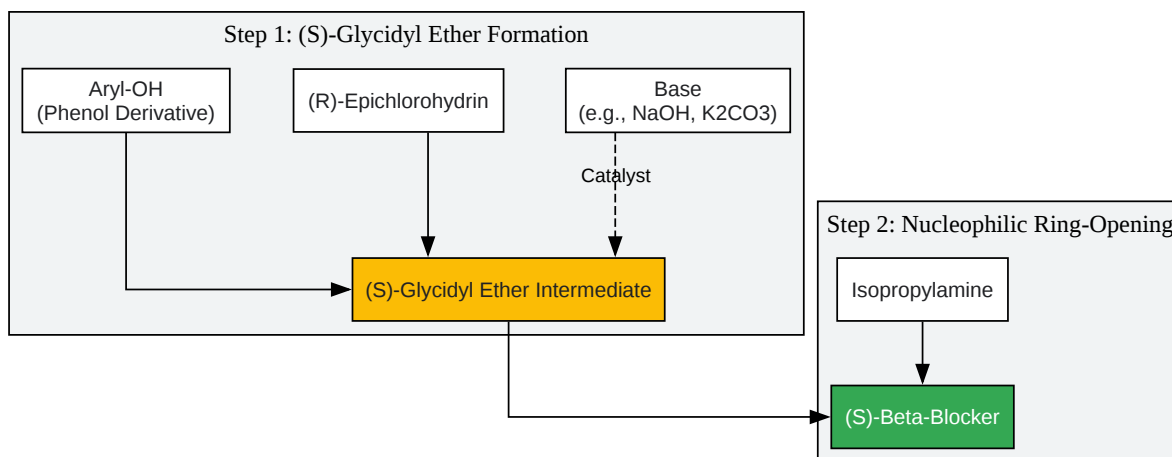 Step 1: (S)-Glycidyl Ether Formation
Aryl-OH
(Phenol Derivative)
(R)-Epichlorohydrin
Base
(e.g., NaOH, K2CO3)
Catalyst
(S)-Glycidyl Ether Intermediate
Step 2: Nucleophilic Ring-Opening
Isopropylamine
(S)-Beta-Blocker